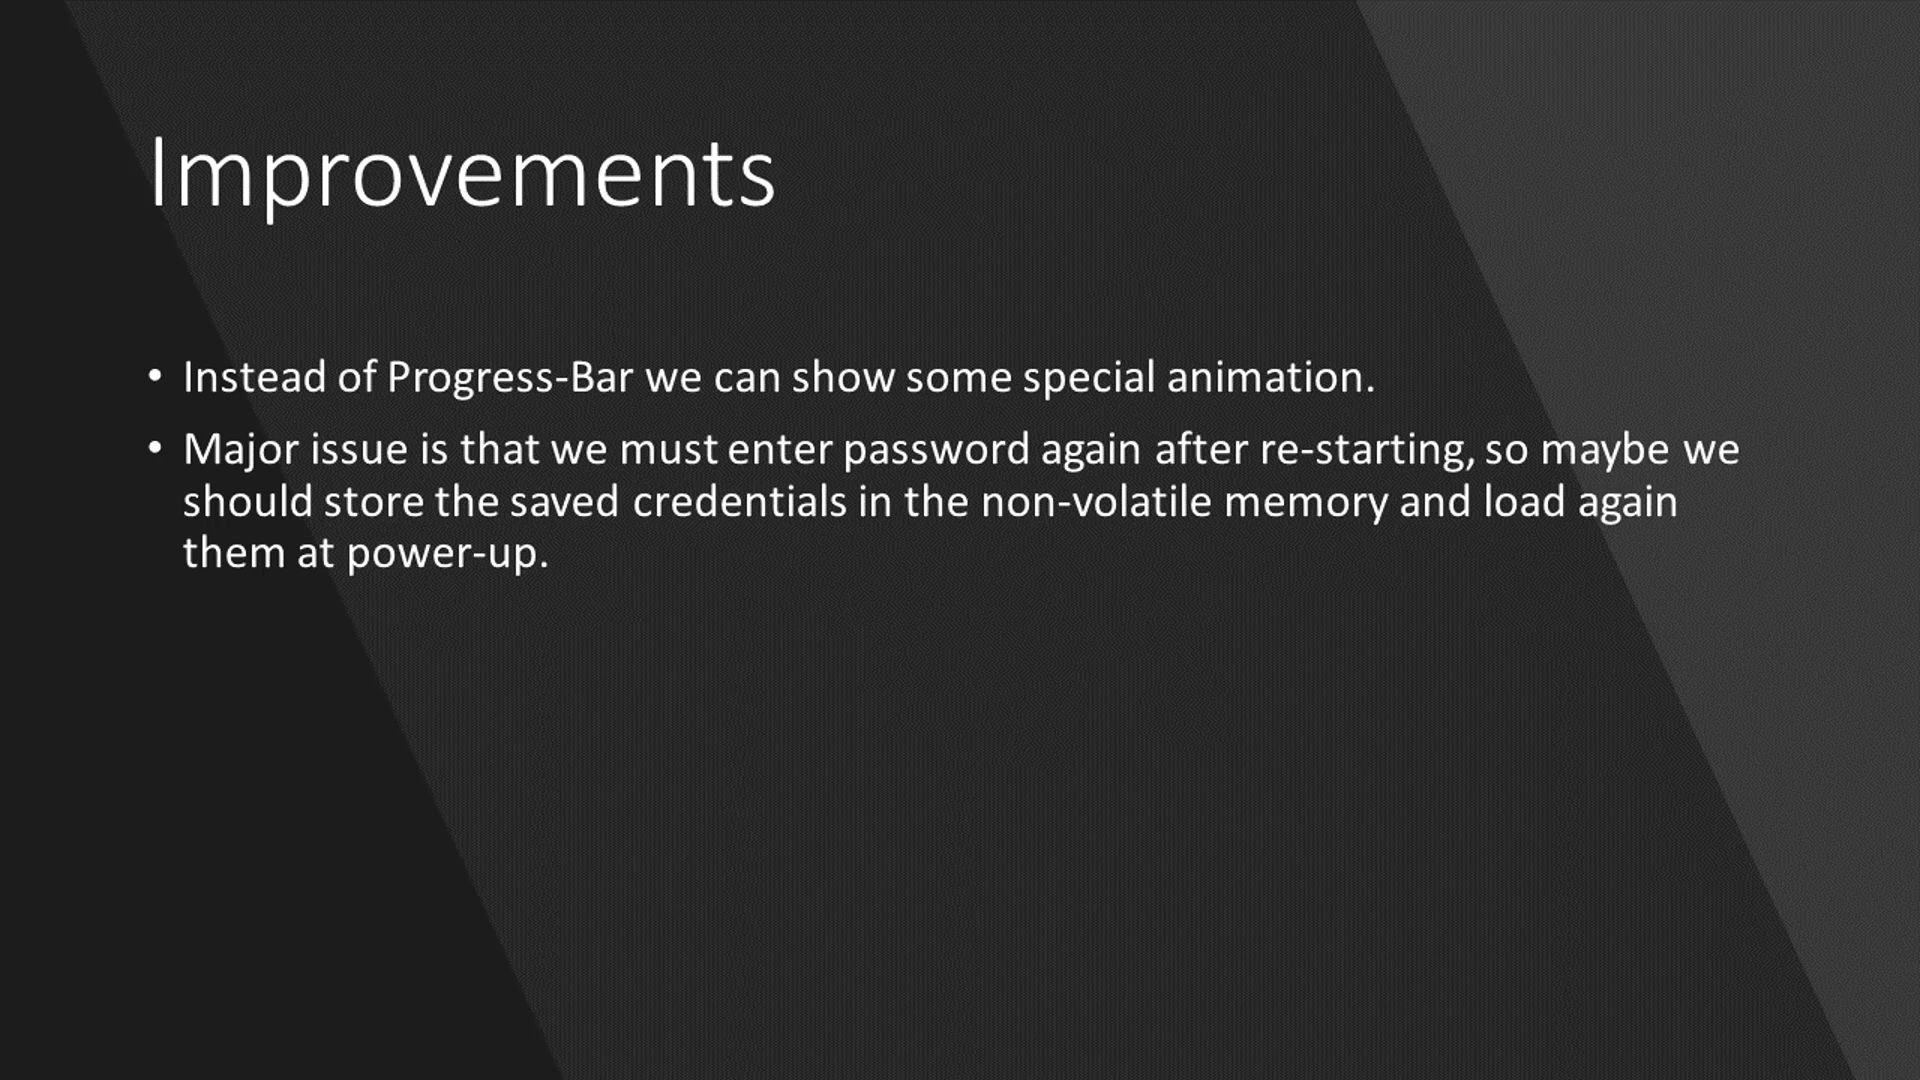 Improvements
• Instead of Progress-Bar we can show some special animation.
• Major issue is that we must enter password again after re-starting, so maybe we
should store the saved credentials in the non-volatile memory and load again
them at power-up.